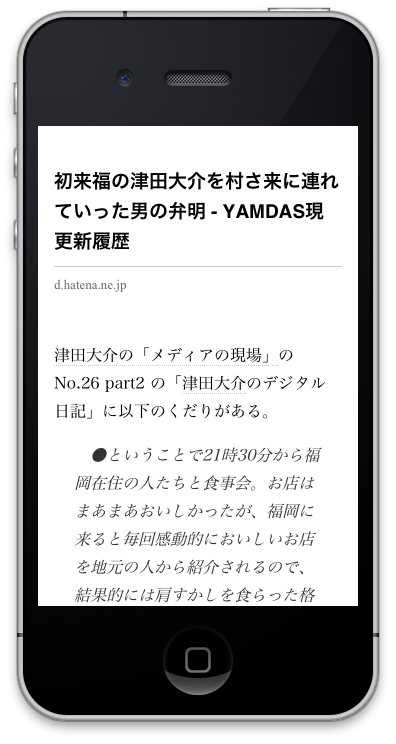 初来福の津田大介を村さ来に連れ
ていった男の弁明 - YAMDAS現
更新履歴
d.hatena.ne.jp
津田大介の「メディアの現場」の
No.26 part2 の「津田大介のデジタル
日記」に以下のくだりがある。
●ということで21時30分から福
岡在住の人たちと食事会。お店は
まあまあおいしかったが、福岡に
来ると毎回感動的においしいお店
を地元の人から紹介されるので、
結果的には肩すかしを食らった格